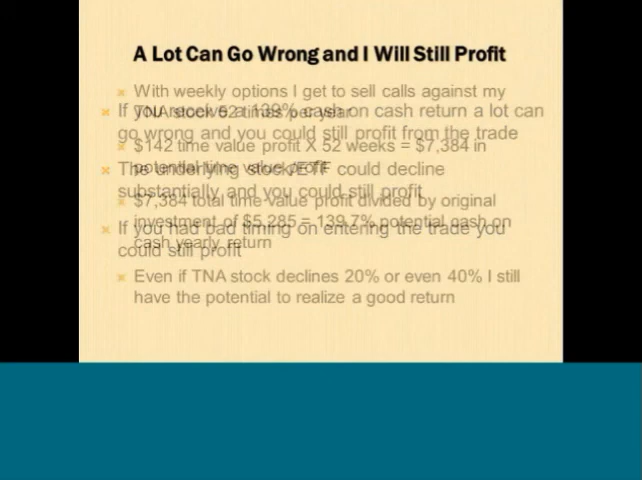 A Lot Can Go Wrong and I Will Still Profit
With weekly options I get to sell calls against my
TNA stock 52 times per year
$142 time value profit X 52 weeks = $7,384 in
potential time value profit
$7,384 total time value profit divided by original
investment of $5,285 = 139.7% potential cash on
cash yearly return
Even if TNA stock declines 20% or even 40% I still
have the potential to realize a good return
If you receive a 139% cash on cash return a lot can
go wrong and you could still profit from the trade
The underlying stock/ETF could decline
substantially and you could still profit
If you had bad timing on entering the trade you
could still profit